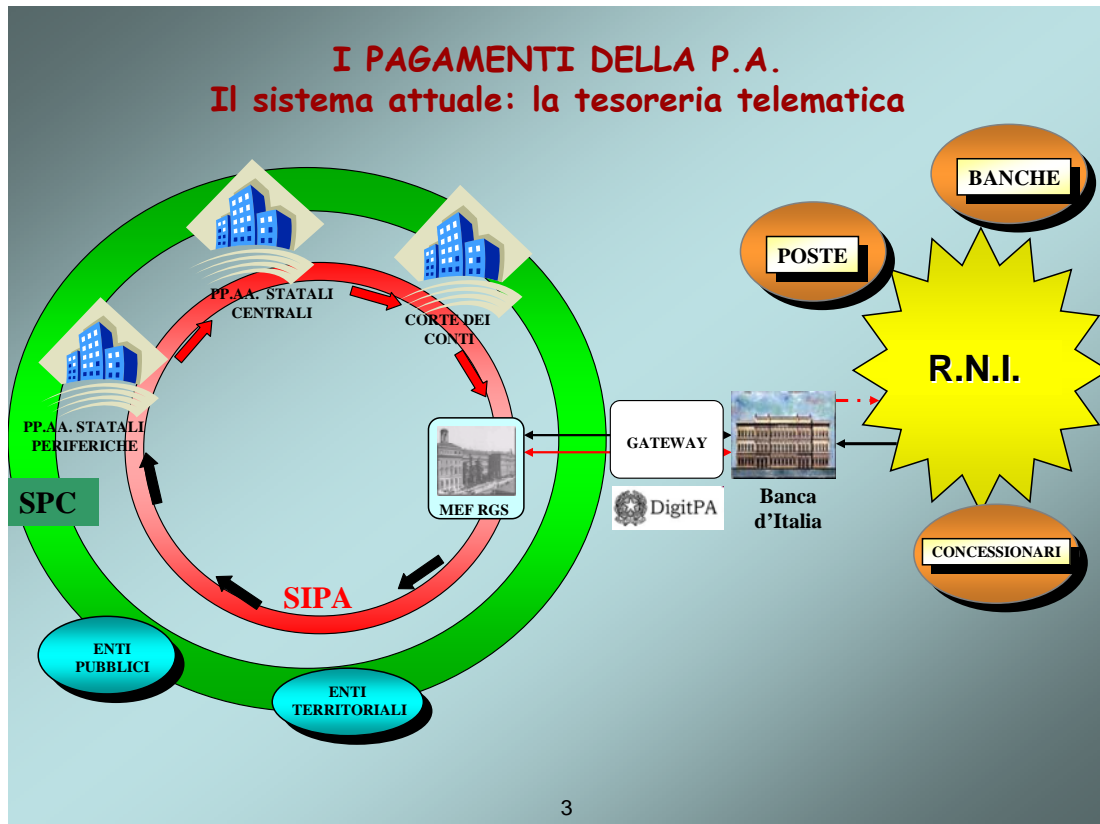 I PAGAMENTI DELLA P.A.
Il sistema attuale: la tesoreria telematica
BANCHE
POSTE
PP.AA. STATALI
CENTRALI
CORTE DEI
CONTI
R.N.I.
PP.AA. STATALI
PERIFERICHE
GATEWAY
SPC
MEF RGS
DigitPA
Banca
d'Italia
CONCESSIONARI
SIPA
ENTI
PUBBLICI
ENTI
TERRITORIALI
3